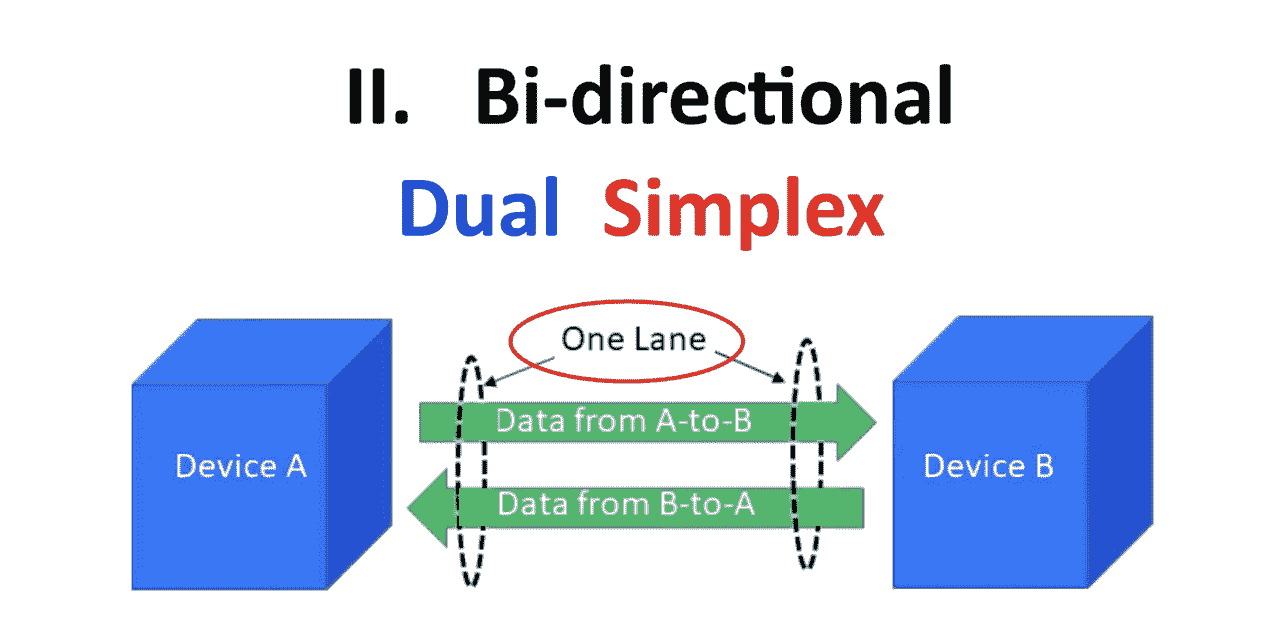 II. Bi-directional
Dual Simplex
One Lane
Data from A-to-B
Device A
Device B
Data from B-to-A